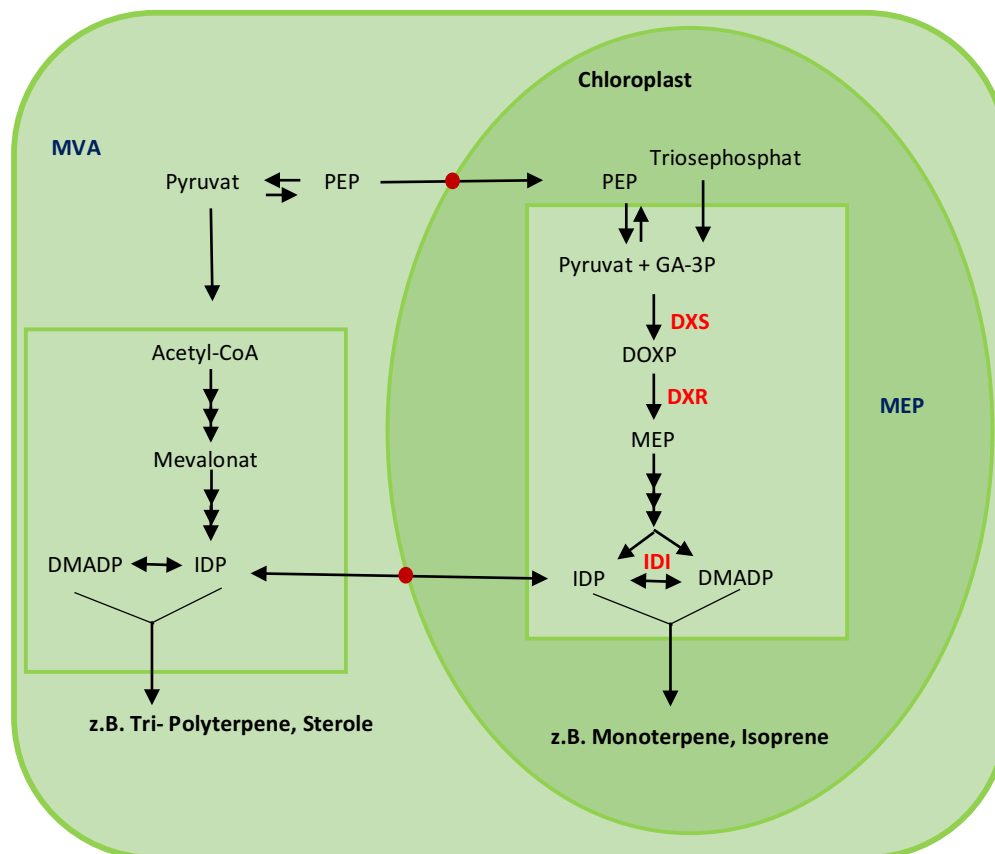 Chloroplast
MVA
Triosephosphat
Pyruvat
PEP
PEP
Pyruvat + GA-3P
DXS
Acetyl-CoA
DOXP
DXR
MEP
MEP
Mevalonat
IDI
DMADP
IDP
IDP
DMADP
z.B. Tri- Polyterpene, Sterole
z.B. Monoterpene, Isoprene